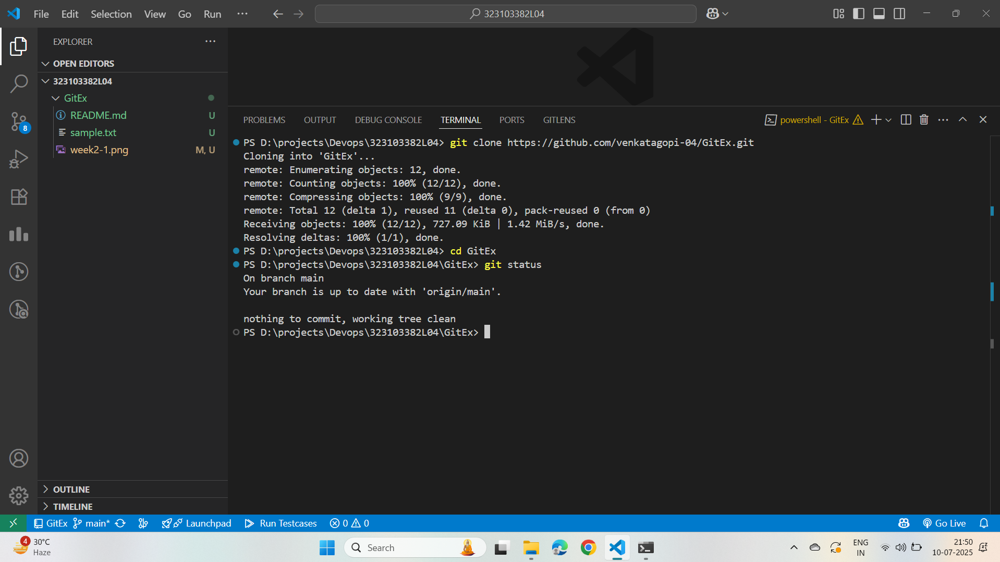 File Edit Selection View Go Run ··· 323103382L04
EXPLORER ···
OPEN EDITORS
323103382L04
GitEx
README.md U
sample.txt U
week2-1.png M, U
OUTLINE
TIMELINE
PROBLEMS OUTPUT DEBUG CONSOLE TERMINAL PORTS GITLENS powershell - GitEx ···
PS D:\projects\Devops\323103382L04> git clone https://github.com/venkatagopi-04/GitEx.git
Cloning into 'GitEx'...
remote: Enumerating objects: 12, done.
remote: Counting objects: 100% (12/12), done.
remote: Compressing objects: 100% (9/9), done.
remote: Total 12 (delta 1), reused 11 (delta 0), pack-reused 0 (from 0)
Receiving objects: 100% (12/12), 727.09 KiB | 1.42 MiB/s, done.
Resolving deltas: 100% (1/1), done.
PS D:\projects\Devops\323103382L04> cd GitEx
PS D:\projects\Devops\323103382L04\GitEx> git status
On branch main
Your branch is up to date with 'origin/main'.
nothing to commit, working tree clean
PS D:\projects\Devops\323103382L04\GitEx>
8
GitEx main* Launchpad Run Testcases 0 0 Go Live
4
30°C
Haze
Search
ENG
IN
21:50
10-07-2025